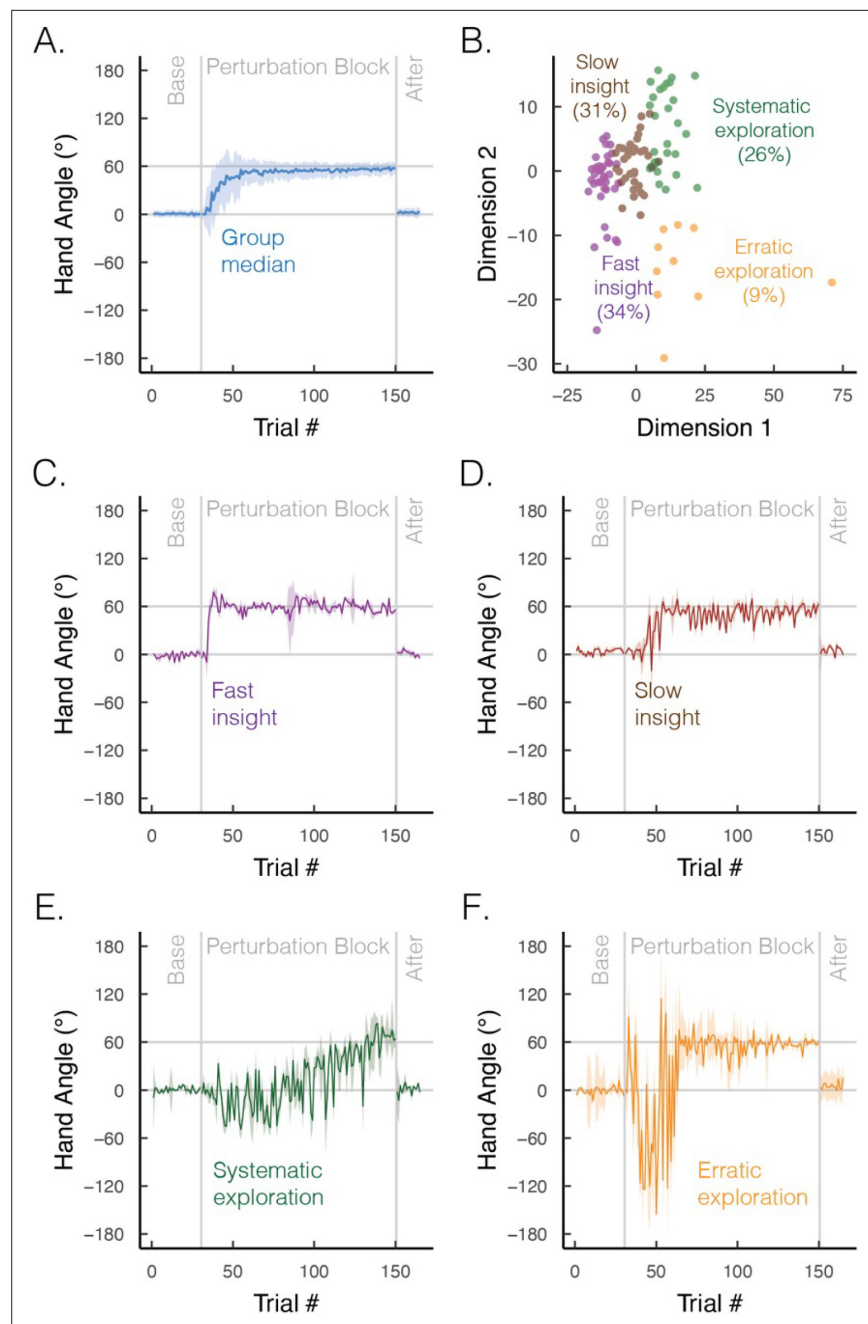 A.
Base
Perturbation Block
After
180
120
60
0
−60
−120
−180
Hand Angle (°)
Group
median
0
50
100
150
Trial #
B.
Slow
insight
(31%)
Systematic
exploration
(26%)
Fast
insight
(34%)
Erratic
exploration
(9%)
10
0
−10
−20
−30
Dimension 2
−25
0
25
50
75
Dimension 1
C.
Base
Perturbation Block
After
180
120
60
0
−60
−120
−180
Hand Angle (°)
Fast
insight
0
50
100
150
Trial #
D.
Base
Perturbation Block
After
180
120
60
0
−60
−120
−180
Hand Angle (°)
Slow
insight
0
50
100
150
Trial #
E.
Base
Perturbation Block
After
180
120
60
0
−60
−120
−180
Hand Angle (°)
Systematic
exploration
0
50
100
150
Trial #
F.
Base
Perturbation Block
After
180
120
60
0
−60
−120
−180
Hand Angle (°)
Erratic
exploration
0
50
100
150
Trial #